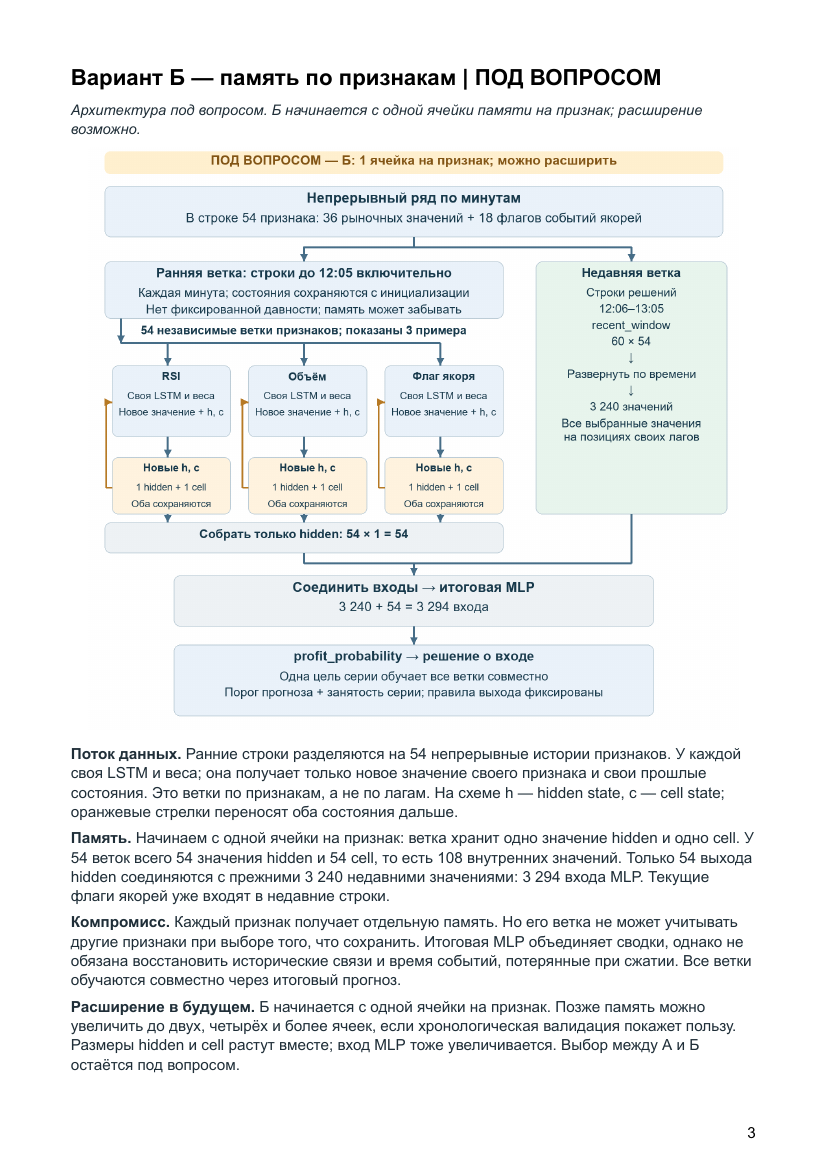 Вариант Б — память по признакам | ПОД ВОПРОСОМ
Архитектура под вопросом. Б начинается с одной ячейки памяти на признак; расширение
возможно.
ПОД ВОПРОСОМ — Б: 1 ячейка на признак; можно расширить
Непрерывный ряд по минутам
В строке 54 признака: 36 рыночных значений + 18 флагов событий якорей
Ранняя ветка: строки до 12:05 включительно
Каждая минута; состояния сохраняются с инициализации
Нет фиксированной давности; память может забывать
54 независимые ветки признаков; показаны 3 примера
RSI
Своя LSTM и веса
Новое значение + h, c
Объём
Своя LSTM и веса
Новое значение + h, c
Флаг якоря
Своя LSTM и веса
Новое значение + h, c
Новые h, c
1 hidden + 1 cell
Оба сохраняются
Новые h, c
1 hidden + 1 cell
Оба сохраняются
Новые h, c
1 hidden + 1 cell
Оба сохраняются
Собрать только hidden: 54 × 1 = 54
Недавняя ветка
Строки решений
12:06–13:05
recent_window
60 × 54
↓
Развернуть по времени
↓
3 240 значений
Все выбранные значения
на позициях своих лагов
Соединить входы → итоговая MLP
3 240 + 54 = 3 294 входа
profit_probability → решение о входе
Одна цель серии обучает все ветки совместно
Порог прогноза + занятость серии; правила выхода фиксированы
Поток данных. Ранние строки разделяются на 54 непрерывные истории признаков. У каждой
своя LSTM и веса; она получает только новое значение своего признака и свои прошлые
состояния. Это ветки по признакам, а не по лагам. На схеме h — hidden state, c — cell state;
оранжевые стрелки переносят оба состояния дальше.
Память. Начинаем с одной ячейки на признак: ветка хранит одно значение hidden и одно cell. У
54 веток всего 54 значения hidden и 54 cell, то есть 108 внутренних значений. Только 54 выхода
hidden соединяются с прежними 3 240 недавними значениями: 3 294 входа MLP. Текущие
флаги якорей уже входят в недавние строки.
Компромисс. Каждый признак получает отдельную память. Но его ветка не может учитывать
другие признаки при выборе того, что сохранить. Итоговая MLP объединяет сводки, однако не
обязана восстановить исторические связи и время событий, потерянные при сжатии. Все ветки
обучаются совместно через итоговый прогноз.
Расширение в будущем. Б начинается с одной ячейки на признак. Позже память можно
увеличить до двух, четырёх и более ячеек, если хронологическая валидация покажет пользу.
Размеры hidden и cell растут вместе; вход MLP тоже увеличивается. Выбор между А и Б
остаётся под вопросом.
3